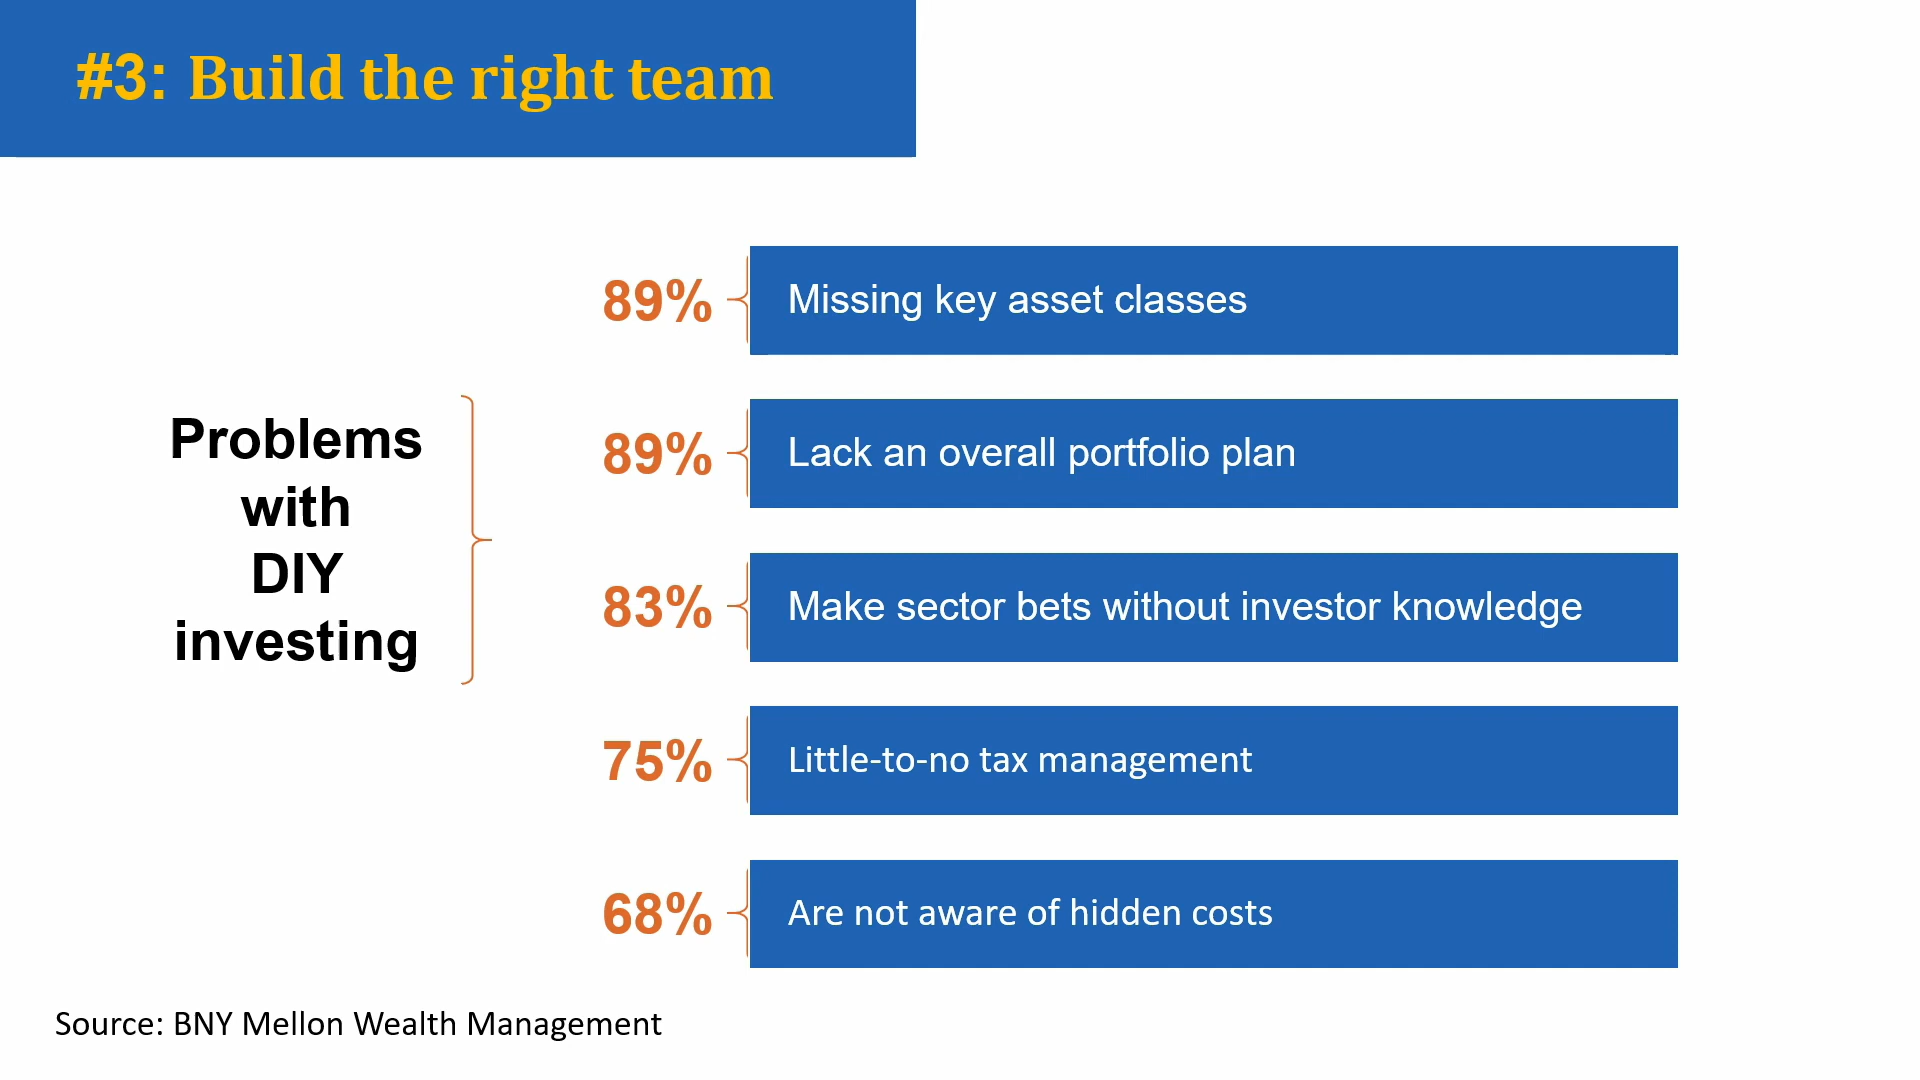 #3: Build the right team
Problems
with
DIY
investing
89%
Missing key asset classes
89%
Lack an overall portfolio plan
83%
Make sector bets without investor knowledge
75%
Little-to-no tax management
68%
Are not aware of hidden costs
Source: BNY Mellon Wealth Management